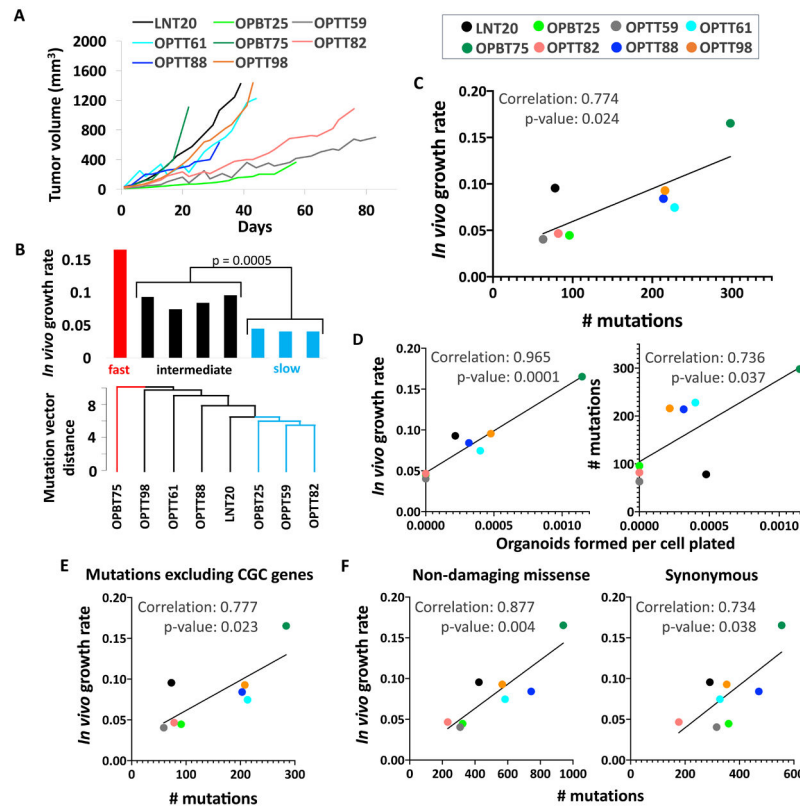 A
LNT20 OPBT25 OPTT59
OPTT61 OPBT75 OPTT82
OPTT88 OPTT98
Tumor volume (mm³)
2000
1600
1200
800
400
0
0 20 40 60 80
Days
LNT20 OPBT25 OPTT59 OPTT61
OPBT75 OPTT82 OPTT88 OPTT98
B
In vivo growth rate
0.15
0.1
0.05
0
p = 0.0005
fast intermediate slow
Mutation vector
distance
8
4
0
OPBT75
OPTT98
OPTT61
OPTT88
LNT20
OPBT25
OPPT59
OPTT82
C
Correlation: 0.774
p-value: 0.024
In vivo growth rate
0.20
0.15
0.10
0.05
0.00
0 100 200 300 400
# mutations
D
Correlation: 0.965
p-value: 0.0001
In vivo growth rate
0.20
0.15
0.10
0.05
0.00
0.0000 0.0005 0.0010
Correlation: 0.736
p-value: 0.037
# mutations
300
200
100
0
0.0000 0.0005 0.0010
Organoids formed per cell plated
E
Mutations excluding CGC genes
Correlation: 0.777
p-value: 0.023
In vivo growth rate
0.20
0.15
0.10
0.05
0.00
0 100 200 300
# mutations
F
Non-damaging missense
Correlation: 0.877
p-value: 0.004
In vivo growth rate
0.20
0.15
0.10
0.05
0.00
0 200 400 600 800 1000
# mutations
Synonymous
Correlation: 0.734
p-value: 0.038
0.20
0.15
0.10
0.05
0.00
0 200 400 600
# mutations